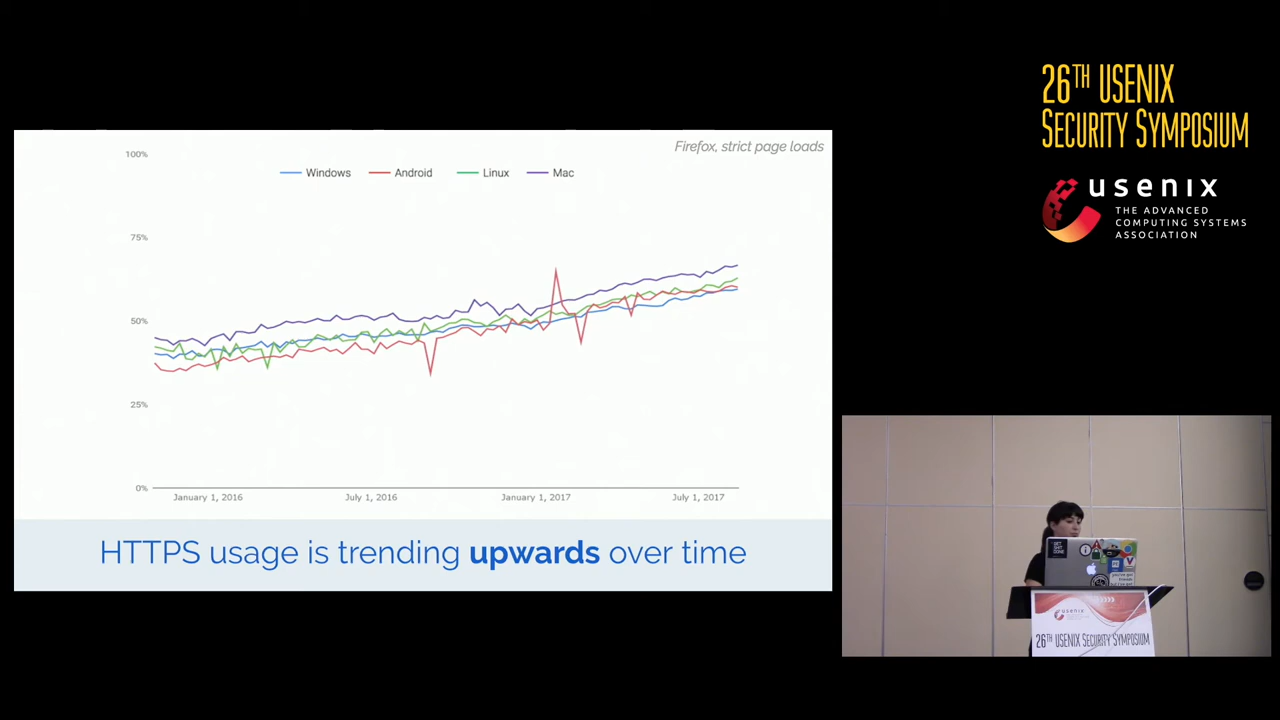 Firefox, strict page loads
100%
Windows
Android
Linux
Mac
75%
50%
25%
0%
January 1, 2016
July 1, 2016
January 1, 2017
July 1, 2017
HTTPS usage is trending upwards over time
26TH USENIX
SECURITY SYMPOSIUM
usenix
THE ADVANCED
COMPUTING SYSTEMS
ASSOCIATION
usenix
26TH USENIX SECURITY SYMPOSIUM